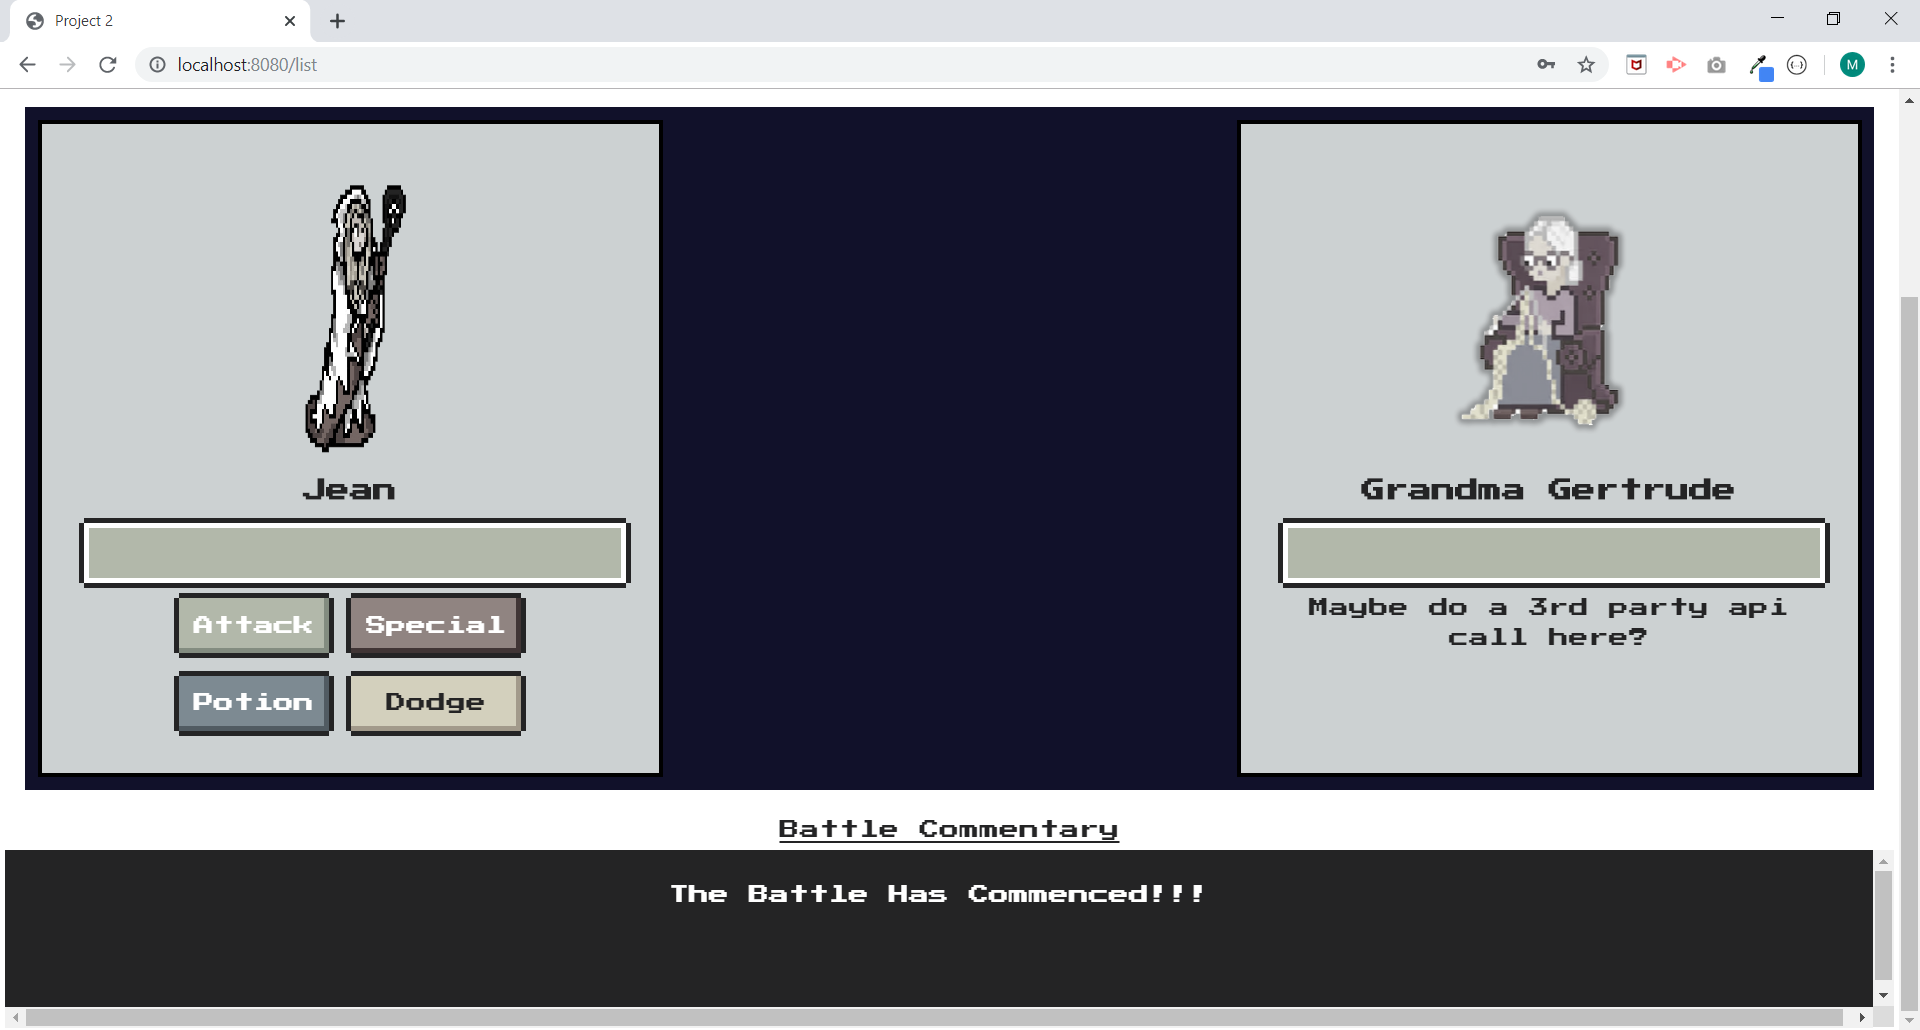 Project 2
localhost:8080/list
M
Jean
Attack Special
Potion Dodge
Grandma Gertrude
Maybe do a 3rd party api
call here?
Battle Commentary
The Battle Has Commenced!!!